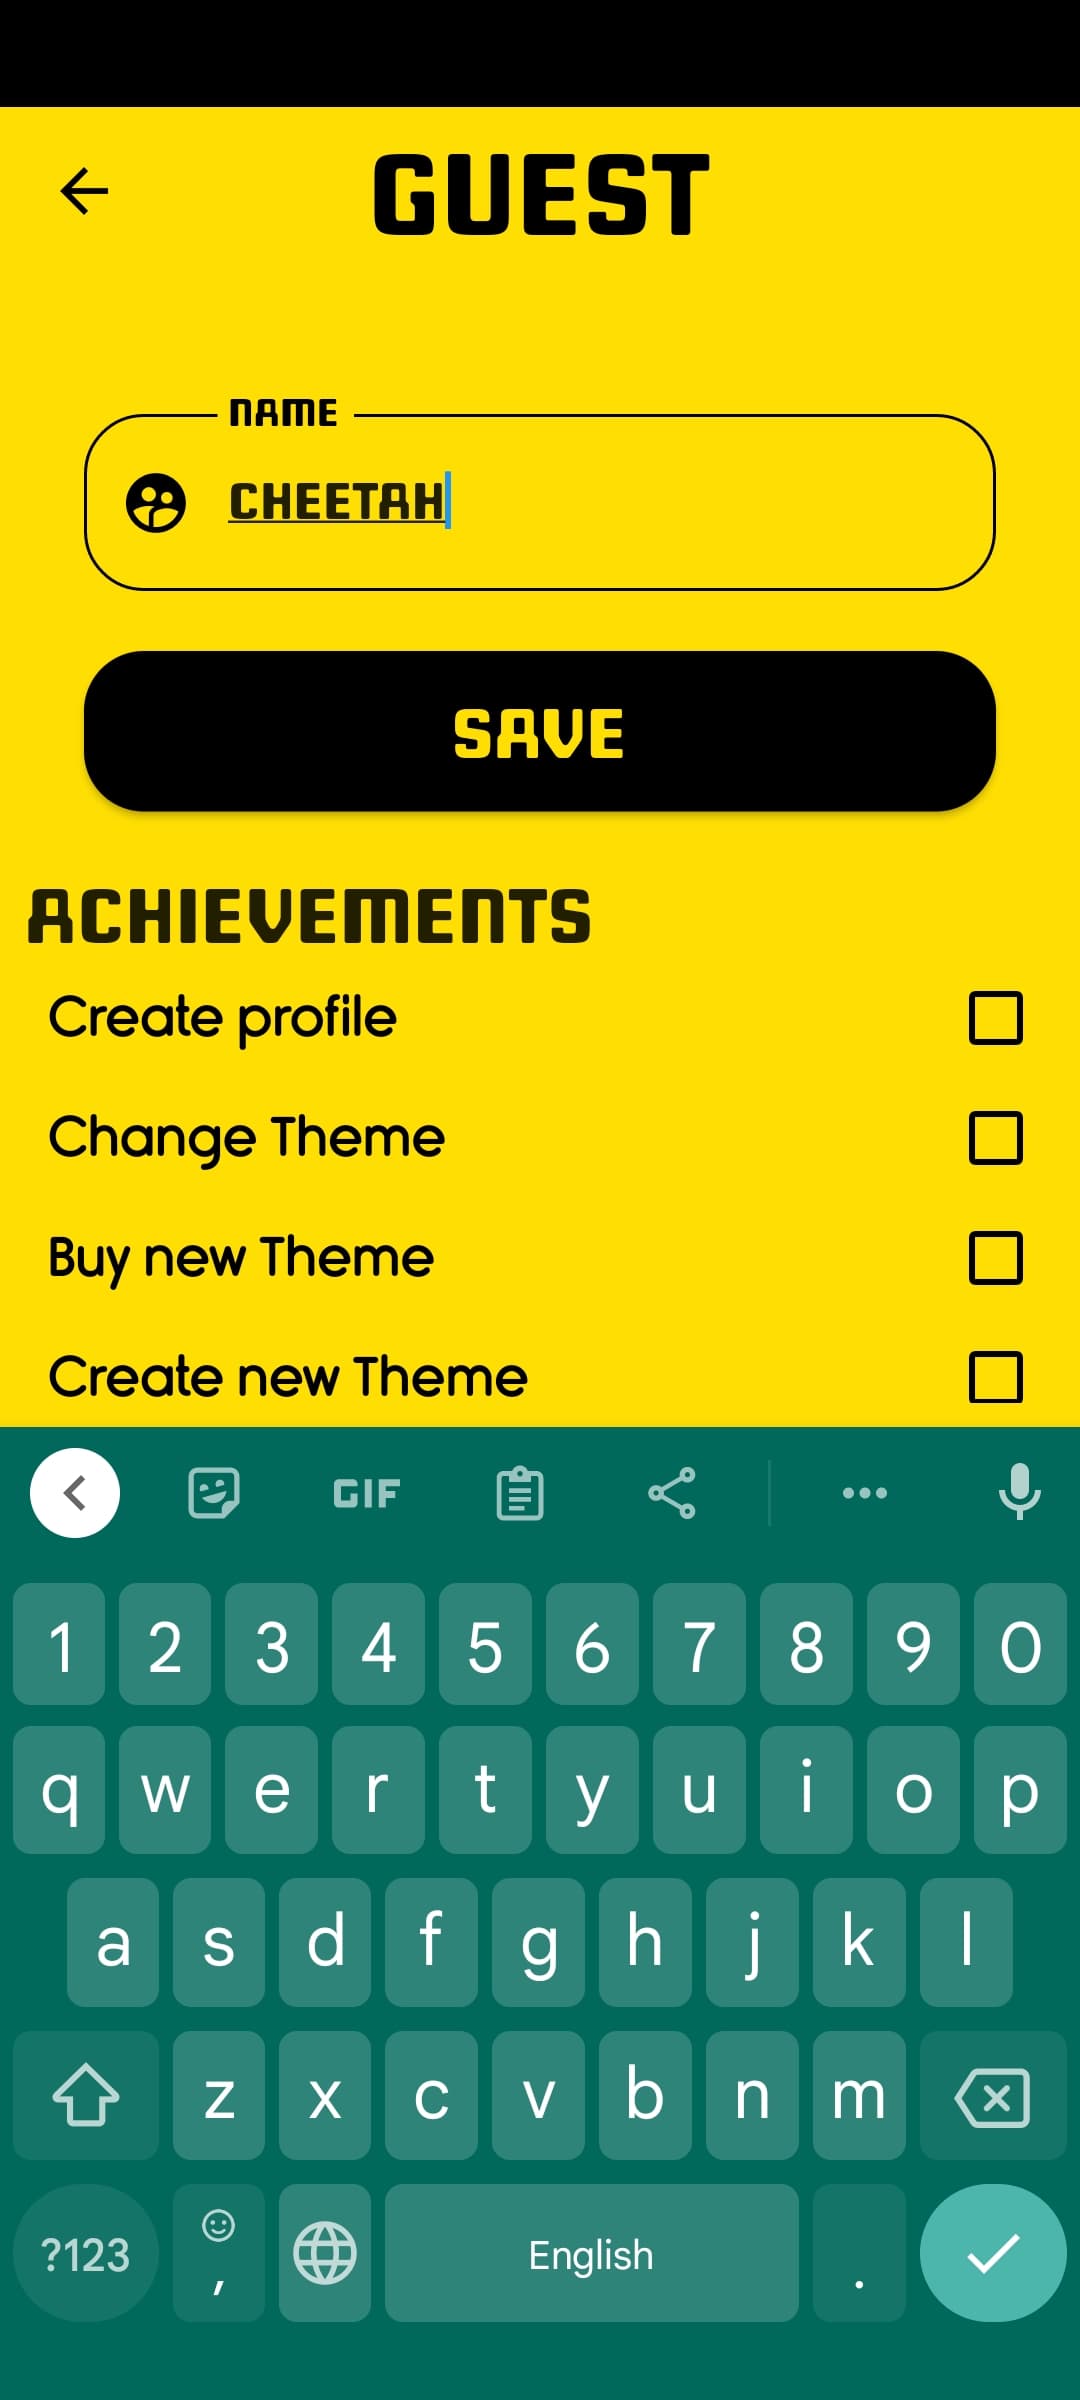 GUEST
NAME
CHEETAH
SAVE
ACHIEVEMENTS
Create profile
Change Theme
Buy new Theme
Create new Theme
GIF
1 2 3 4 5 6 7 8 9 0
q w e r t y u i o p
a s d f g h j k l
z x c v b n m
?123 , English .